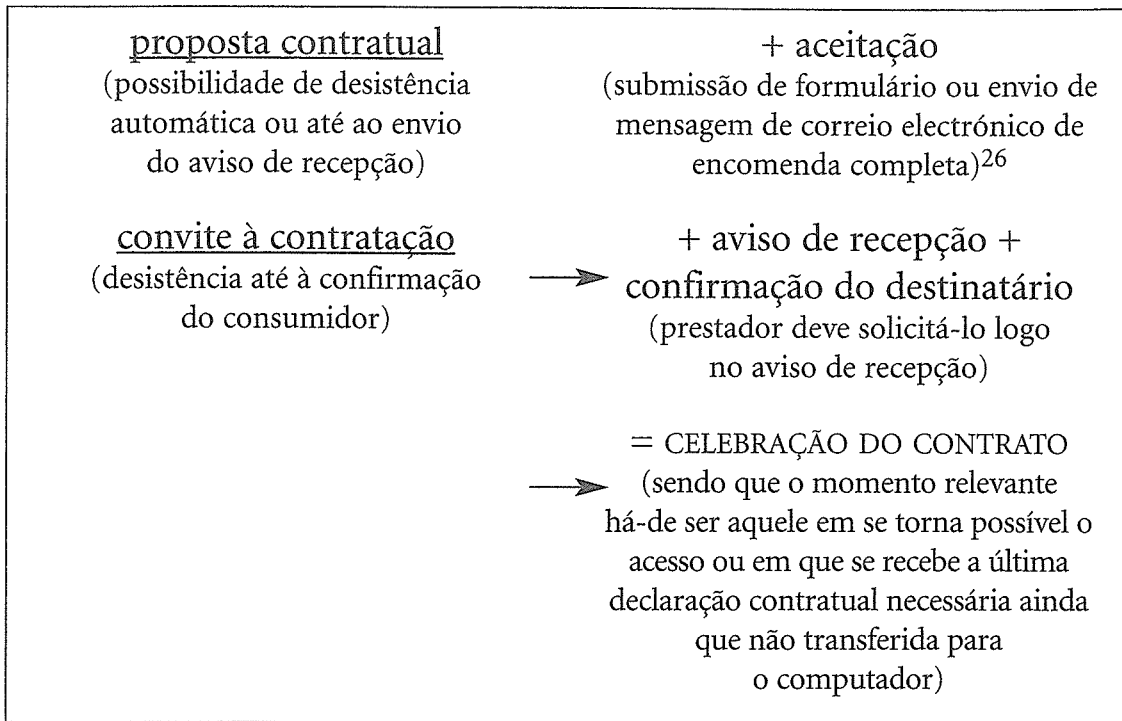 proposta contratual
(possibilidade de desistência
automática ou até ao envio
do aviso de recepção)
+ aceitação
(submissão de formulário ou envio de
mensagem de correio electrónico de
encomenda completa)26
convite à contratação
(desistência até à confirmação
do consumidor)
+ aviso de recepção +
confirmação do destinatário
(prestador deve solicitá-lo logo
no aviso de recepção)
= CELEBRAÇÃO DO CONTRATO
(sendo que o momento relevante
há-de ser aquele em se torna possível o
acesso ou em que se recebe a última
declaração contratual necessária ainda
que não transferida para
o computador)